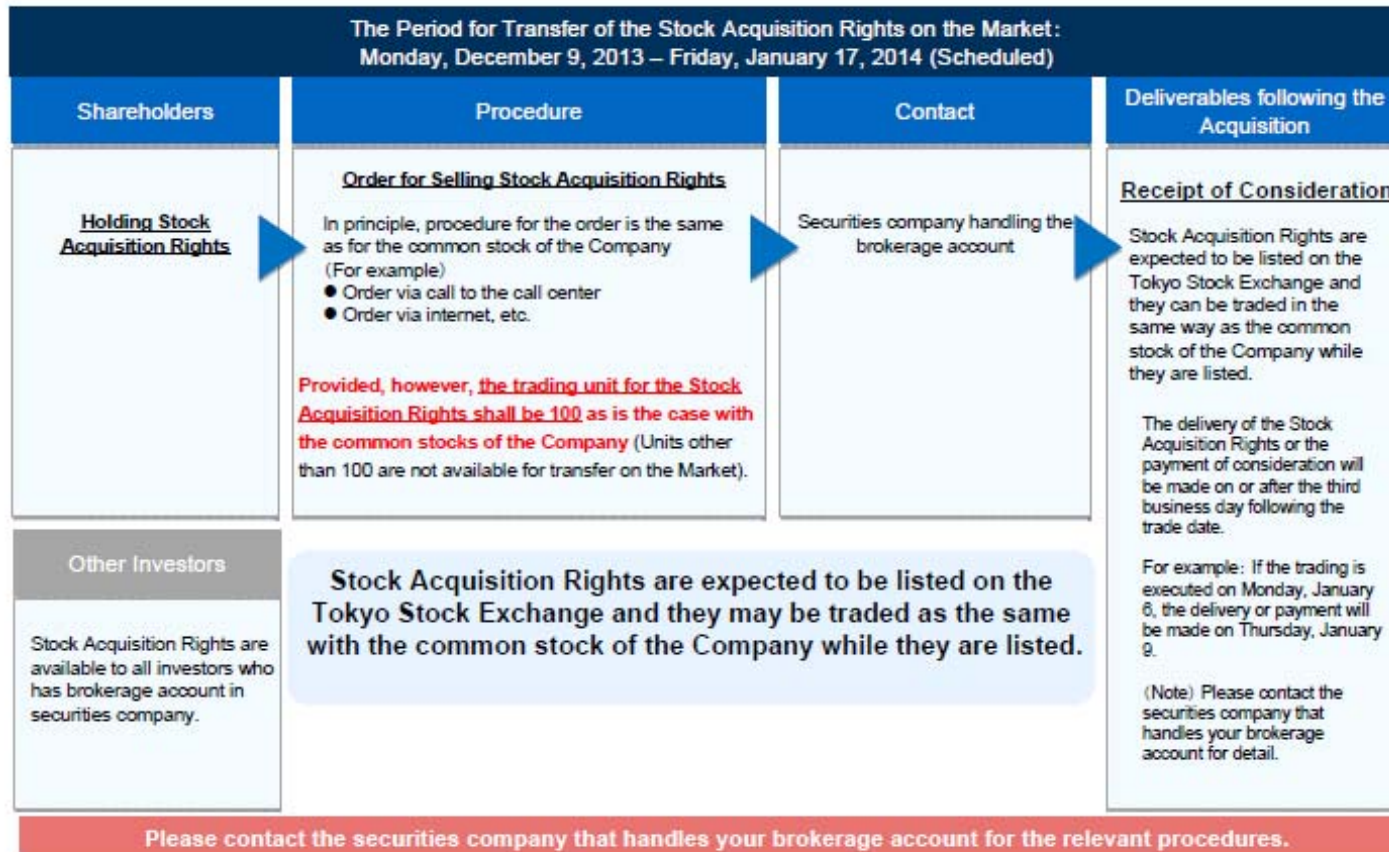 The Period for Transfer of the Stock Acquisition Rights on the Market:
Monday, December 9, 2013 – Friday, January 17, 2014 (Scheduled)
Shareholders
Procedure
Contact
Deliverables following the
Acquisition
Holding Stock
Acquisition Rights
Order for Selling Stock Acquisition Rights
In principle, procedure for the order is the same
as for the common stock of the Company
(For example)
● Order via call to the call center
● Order via internet, etc.
Provided, however, the trading unit for the Stock
Acquisition Rights shall be 100 as is the case with
the common stocks of the Company (Units other
than 100 are not available for transfer on the Market).
Securities company handling the
brokerage account
Receipt of Consideration
Stock Acquisition Rights are
expected to be listed on the
Tokyo Stock Exchange and
they can be traded in the
same way as the common
stock of the Company while
they are listed.
The delivery of the Stock
Acquisition Rights or the
payment of consideration will
be made on or after the third
business day following the
trade date.
For example: If the trading is
executed on Monday, January
6, the delivery or payment will
be made on Thursday, January
9.
(Note) Please contact the
securities company that
handles your brokerage
account for detail.
Other Investors
Stock Acquisition Rights are
available to all investors who
has brokerage account in
securities company.
Stock Acquisition Rights are expected to be listed on the
Tokyo Stock Exchange and they may be traded as the same
with the common stock of the Company while they are listed.
Please contact the securities company that handles your brokerage account for the relevant procedures.